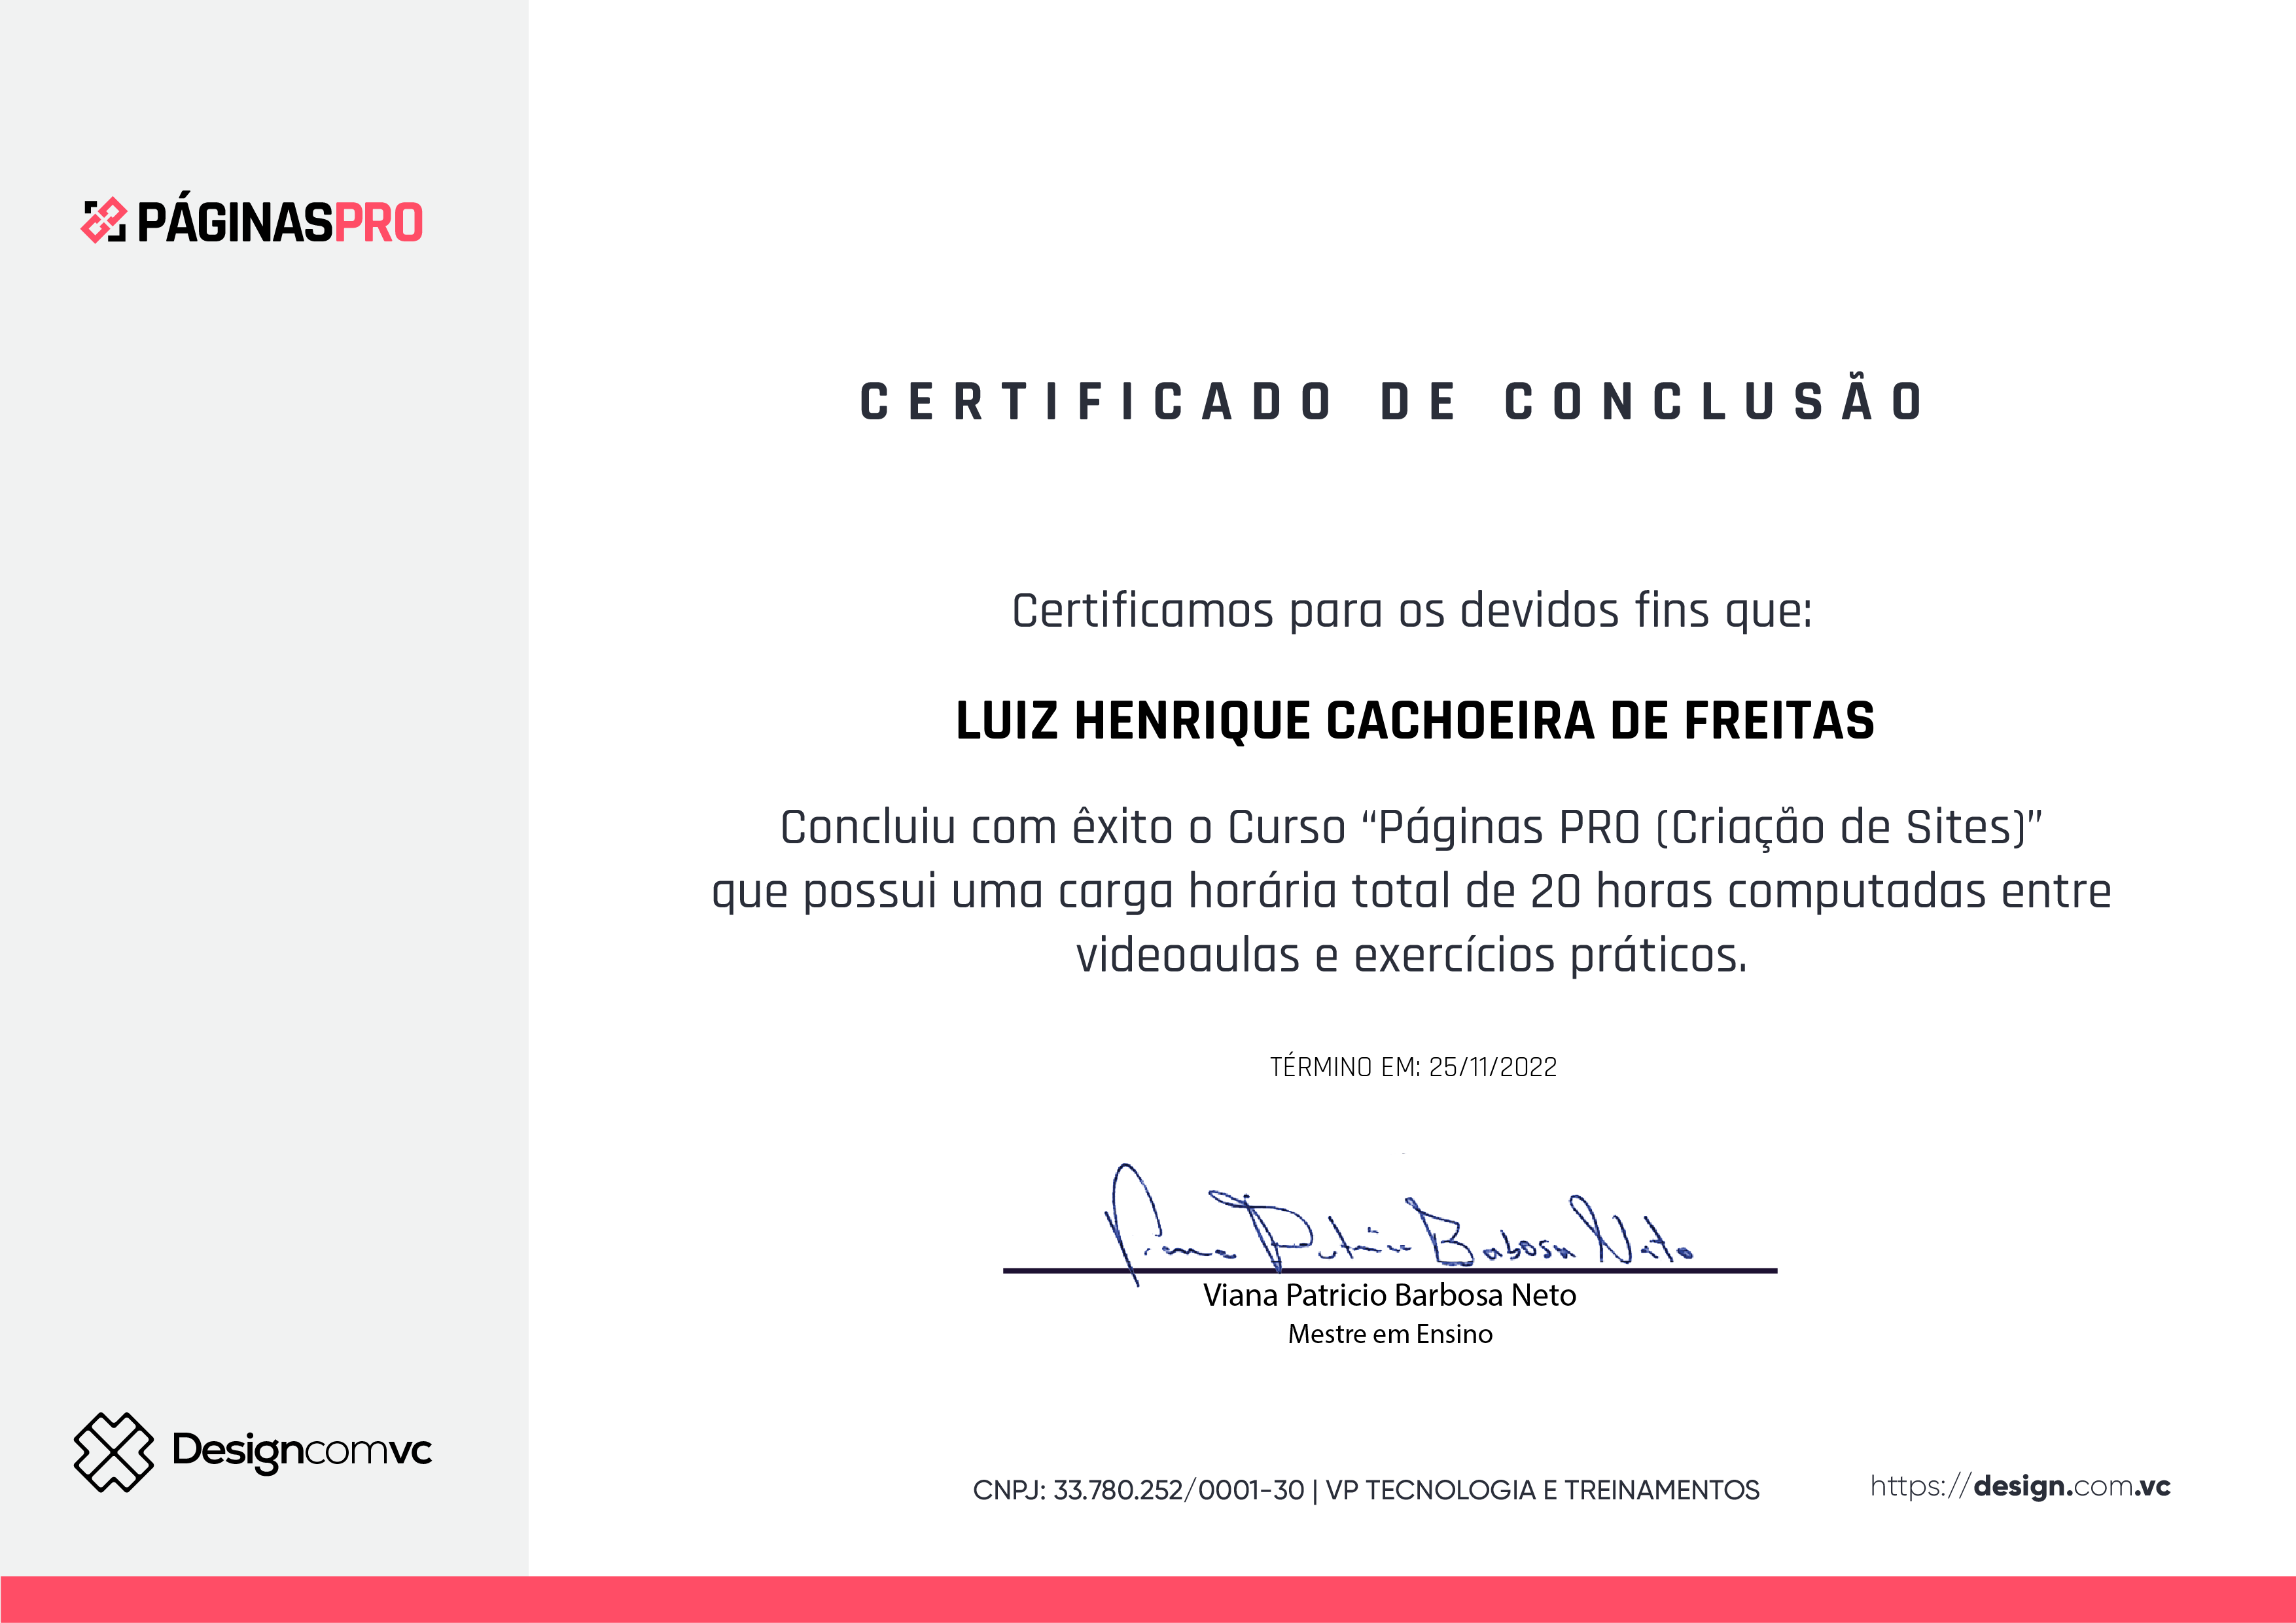 PÁGINASPRO
CERTIFICADO DE CONCLUSÃO
Certificamos para os devidos fins que:
LUIZ HENRIQUE CACHOEIRA DE FREITAS
Concluiu com êxito o Curso “Páginas PRO (Criação de Sites)”
que possui uma carga horária total de 20 horas computadas entre
videoaulas e exercícios práticos.
TÉRMINO EM: 25/11/2022
Viana Patricio Barbosa Neto
Viana Patricio Barbosa Neto
Mestre em Ensino
Designcomvc
CNPJ: 33.780.252/0001-30 | VP TECNOLOGIA E TREINAMENTOS
https://design.com.vc